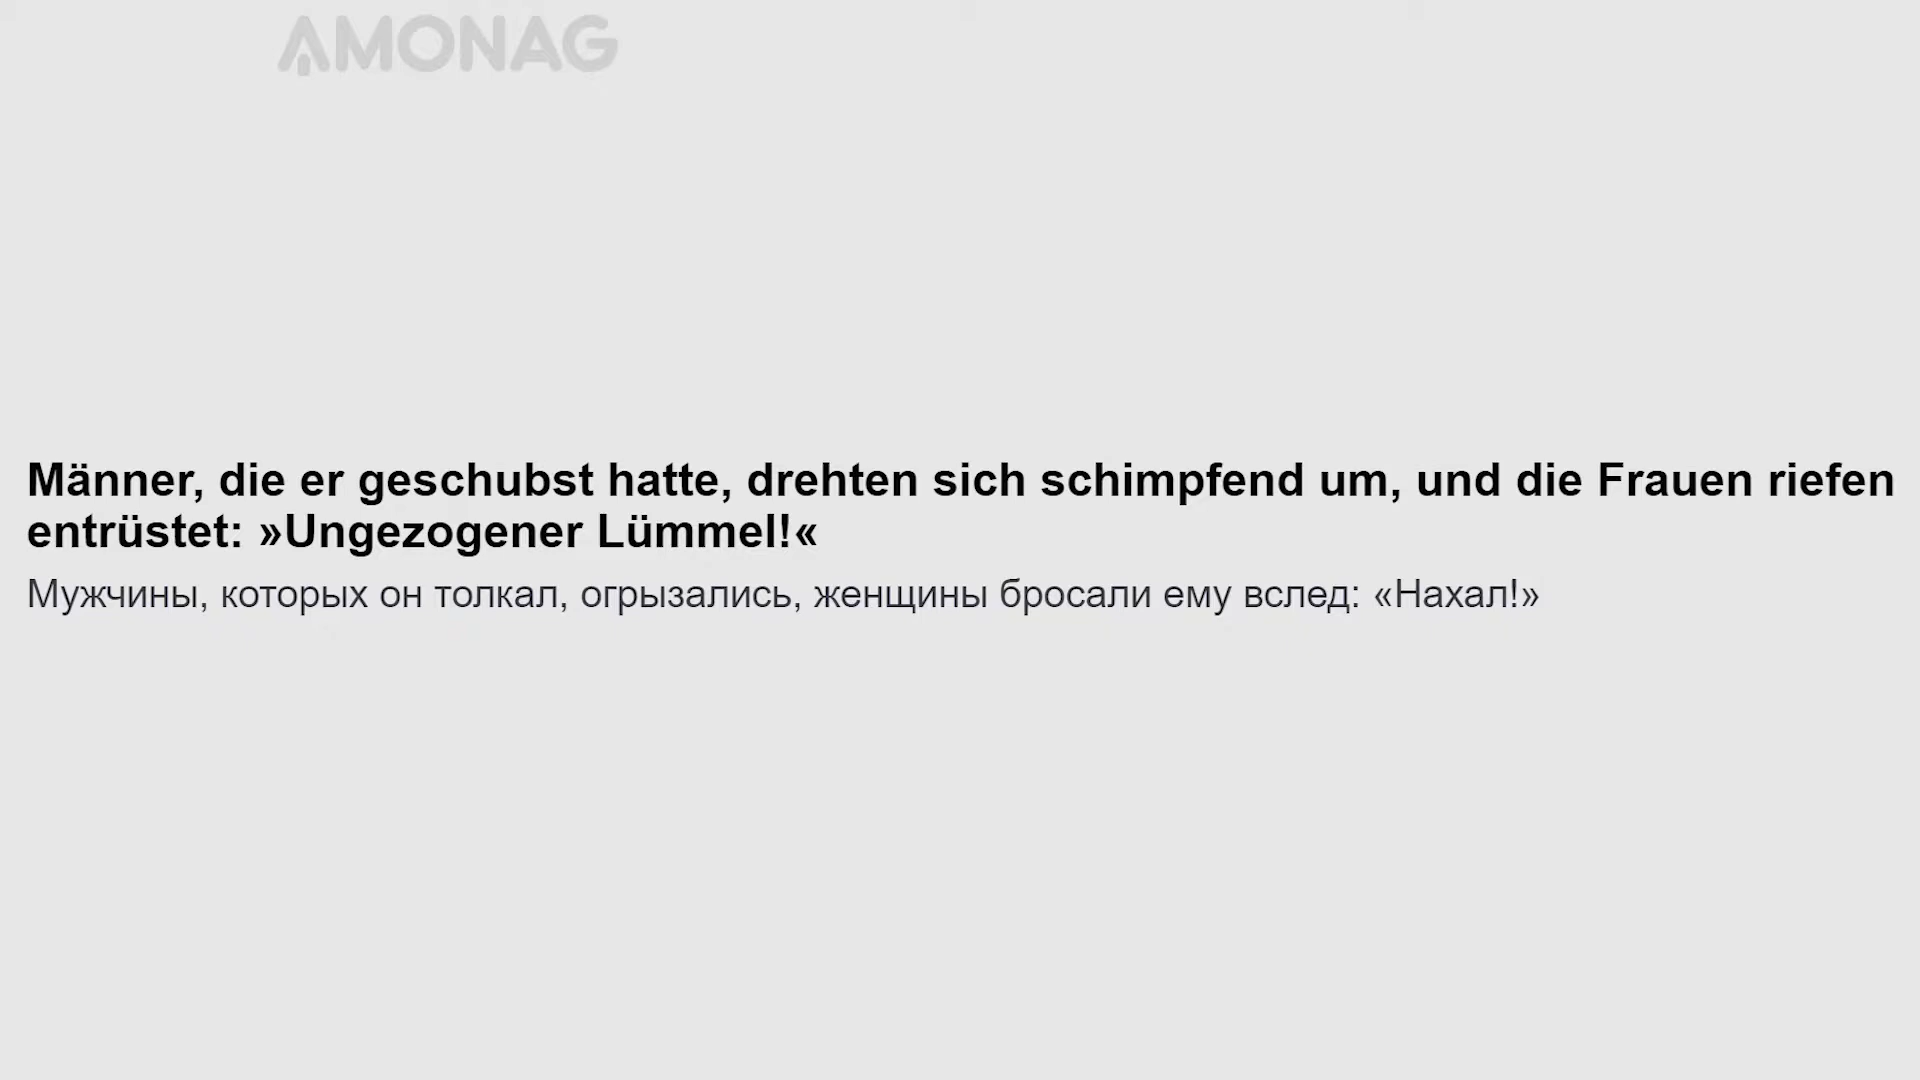 AMONAG
Männer, die er geschubst hatte, drehten sich schimpfend um, und die Frauen riefen
entrüstet: »Ungezogener Lümmel!«
Мужчины, которых он толкал, огрызались, женщины бросали ему вслед: «Нахал!»